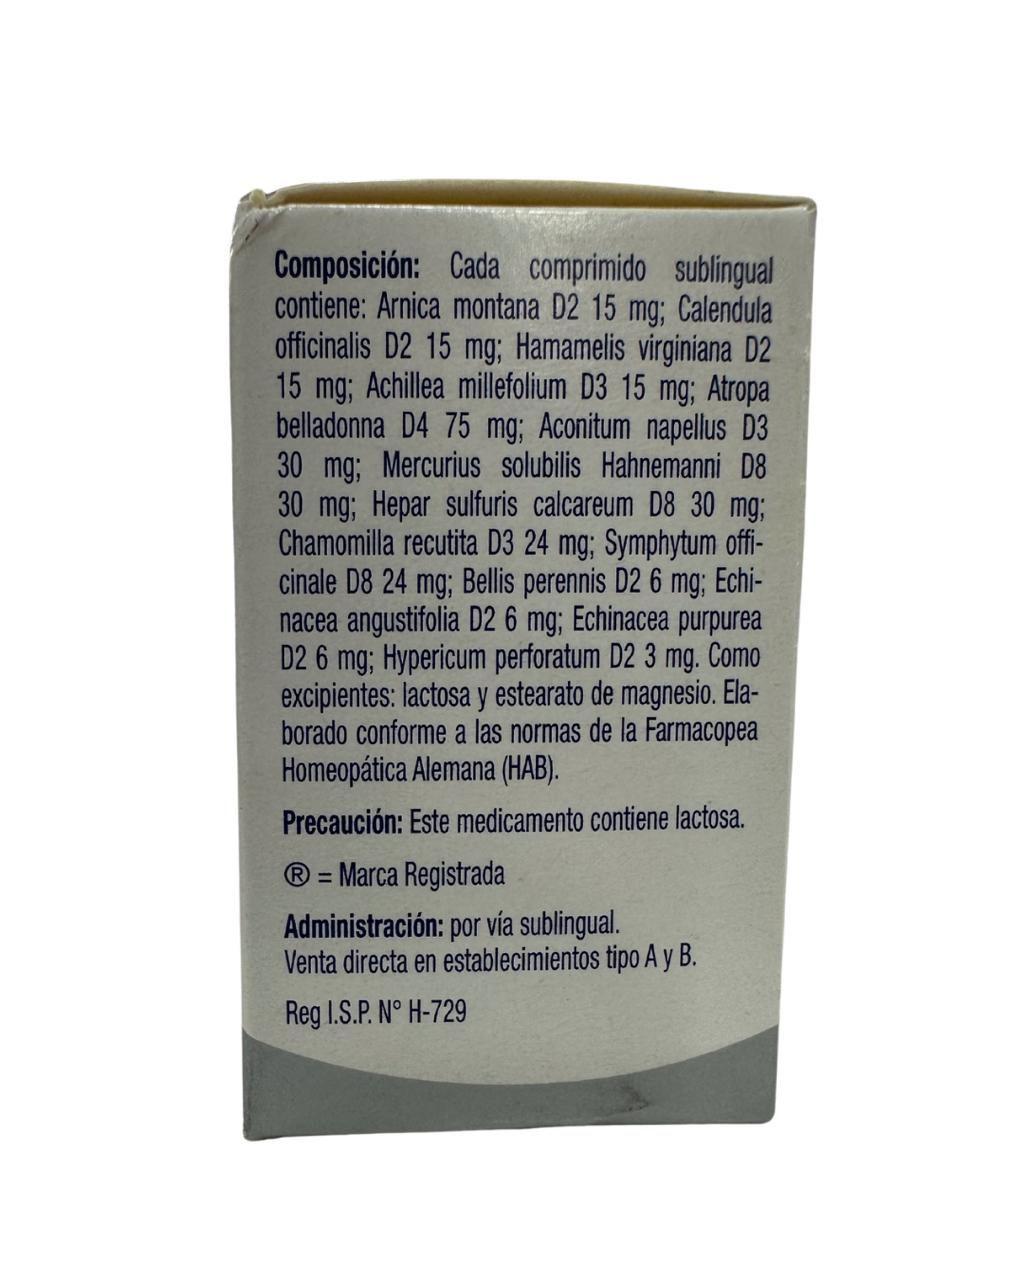 Composición: Cada comprimido sublingual
contiene: Arnica montana D2 15 mg; Calendula
officinalis D2 15 mg; Hamamelis virginiana D2
15 mg; Achillea millefolium D3 15 mg; Atropa
belladonna D4 75 mg; Aconitum napellus D3
30 mg; Mercurius solubilis Hahnemanni D8
30 mg; Hepar sulfuris calcareum D8 30 mg;
Chamomilla recutita D3 24 mg; Symphytum offi-
cinale D8 24 mg; Bellis perennis D2 6 mg; Echi-
nacea angustifolia D2 6 mg; Echinacea purpurea
D2 6 mg; Hypericum perforatum D2 3 mg. Como
excipientes: lactosa y estearato de magnesio. Ela-
borado conforme a las normas de la Farmacopea
Homeopática Alemana (HAB).
Precaución: Este medicamento contiene lactosa.
® = Marca Registrada
Administración: por vía sublingual.
Venta directa en establecimientos tipo A y B.
Reg I.S.P. N° H-729